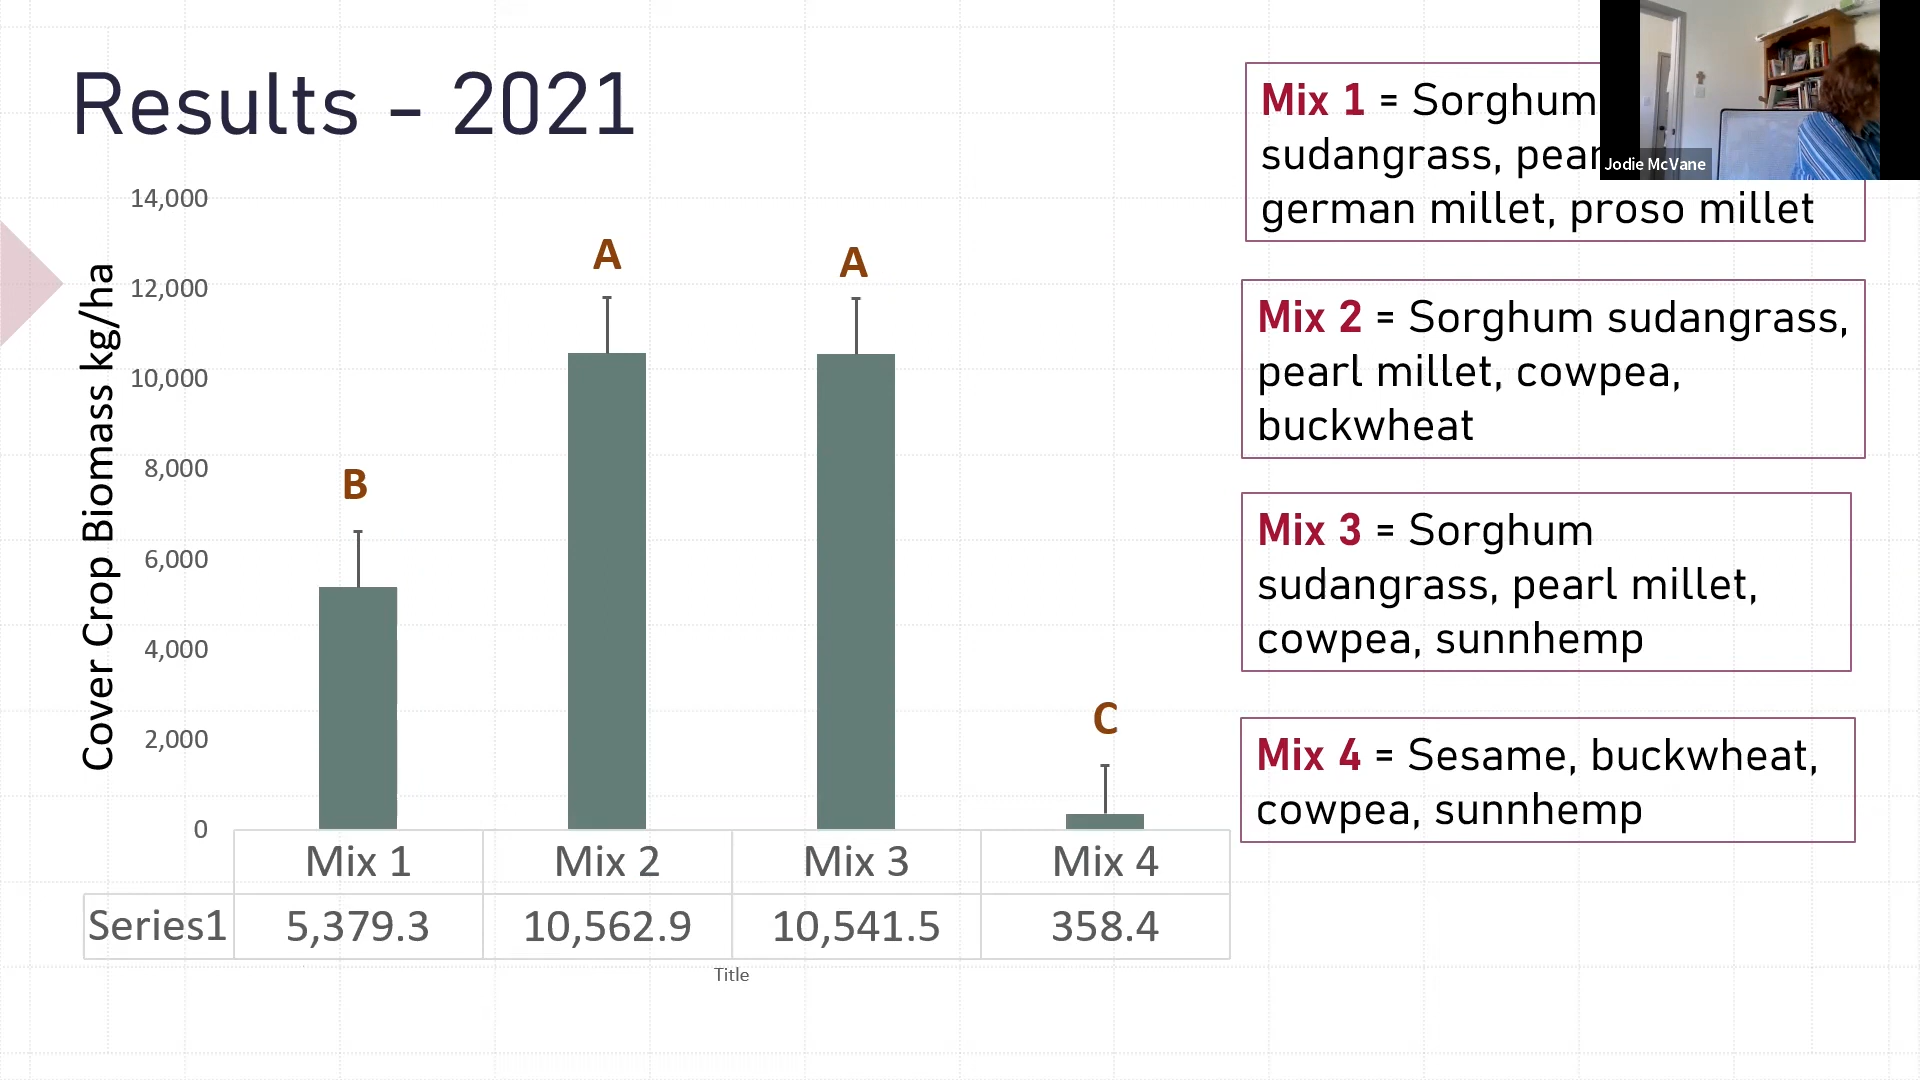 Results – 2021
Cover Crop Biomass kg/ha
14,000
12,000
10,000
8,000
6,000
4,000
2,000
0
B
A
A
C
Mix 1 Mix 2 Mix 3 Mix 4
Series1 5,379.3 10,562.9 10,541.5 358.4
Title
Mix 1 = Sorghum
sudangrass,
german millet, proso millet
Mix 2 = Sorghum sudangrass,
pearl millet, cowpea,
buckwheat
Mix 3 = Sorghum
sudangrass, pearl millet,
cowpea, sunnhemp
Mix 4 = Sesame, buckwheat,
cowpea, sunnhemp
Jodie McVane